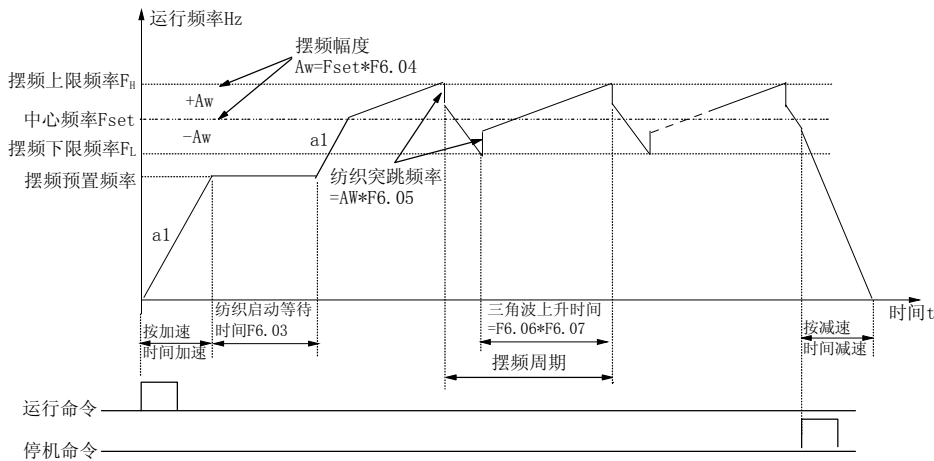 运行频率Hz
摆频幅度
Aw=Fset*F6.04
摆频上限频率FH
+Aw
中心频率Fset
-Aw
a1
摆频下限频率FL
纺织突跳频率
=AW*F6.05
摆频预置频率
a1
纺织启动等待
时间F6.03
三角波上升时间
=F6.06*F6.07
时间t
按加速
时间加速
摆频周期
按减速
时间减速
运行命令
停机命令